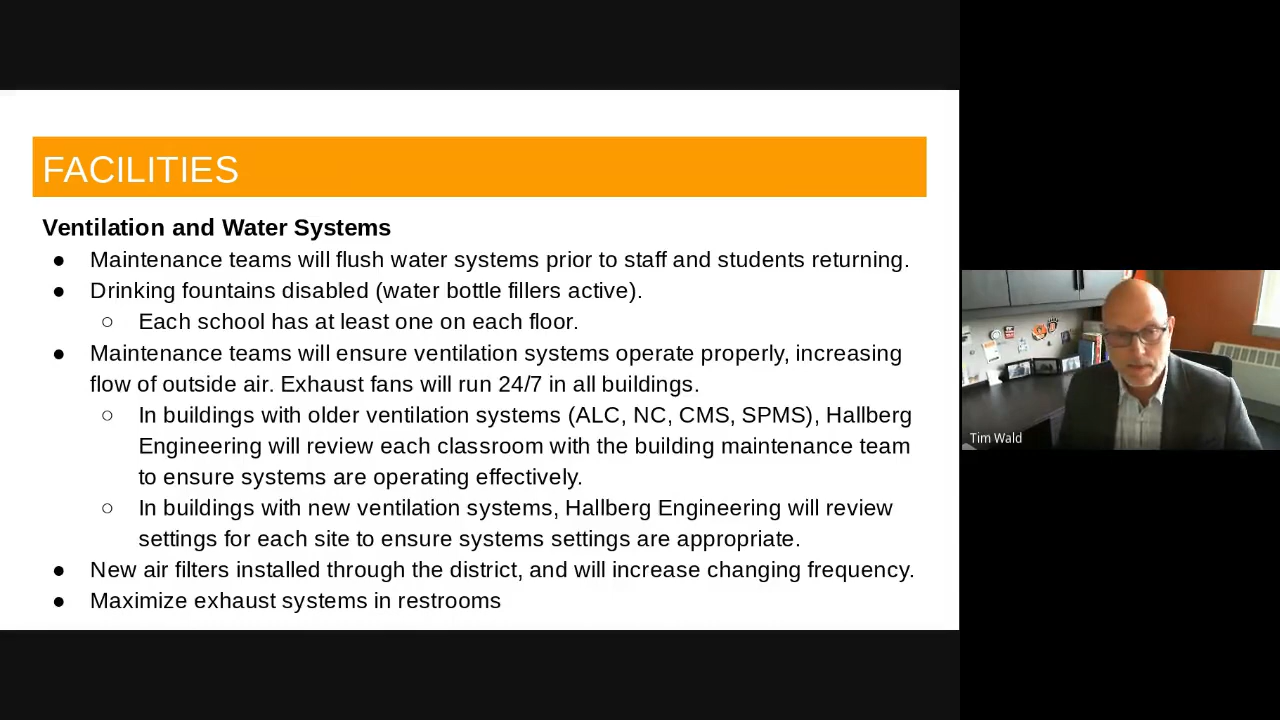 FACILITIES
Ventilation and Water Systems
● Maintenance teams will flush water systems prior to staff and students returning.
● Drinking fountains disabled (water bottle fillers active).
○ Each school has at least one on each floor.
● Maintenance teams will ensure ventilation systems operate properly, increasing
flow of outside air. Exhaust fans will run 24/7 in all buildings.
○ In buildings with older ventilation systems (ALC, NC, CMS, SPMS), Hallberg
Engineering will review each classroom with the building maintenance team
to ensure systems are operating effectively.
○ In buildings with new ventilation systems, Hallberg Engineering will review
settings for each site to ensure systems settings are appropriate.
● New air filters installed through the district, and will increase changing frequency.
● Maximize exhaust systems in restrooms
Tim Wald